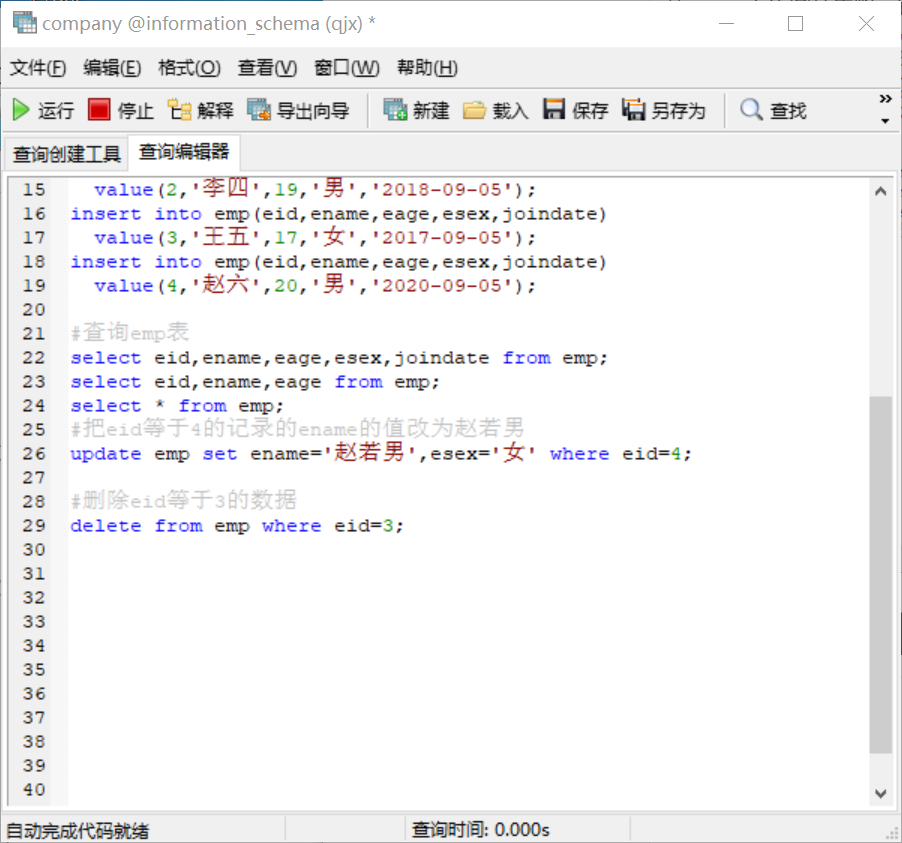 company @information_schema (qjx) *
文件(F) 编辑(E) 格式(O) 查看(V) 窗口(W) 帮助(H)
运行 停止 解释 导出向导 新建 载入 保存 另存为 查找 »
查询创建工具 查询编辑器
15 value(2,'李四',19,'男','2018-09-05');
16 insert into emp(eid,ename,eage,esex,joindate)
17 value(3,'王五',17,'女','2017-09-05');
18 insert into emp(eid,ename,eage,esex,joindate)
19 value(4,'赵六',20,'男','2020-09-05');
20
21 #查询emp表
22 select eid,ename,eage,esex,joindate from emp;
23 select eid,ename,eage from emp;
24 select * from emp;
25 #把eid等于4的记录的ename的值改为赵若男
26 update emp set ename='赵若男',esex='女' where eid=4;
27
28 #删除eid等于3的数据
29 delete from emp where eid=3;
30
31
32
33
34
35
36
37
38
39
40
自动完成代码就绪 查询时间: 0.000s